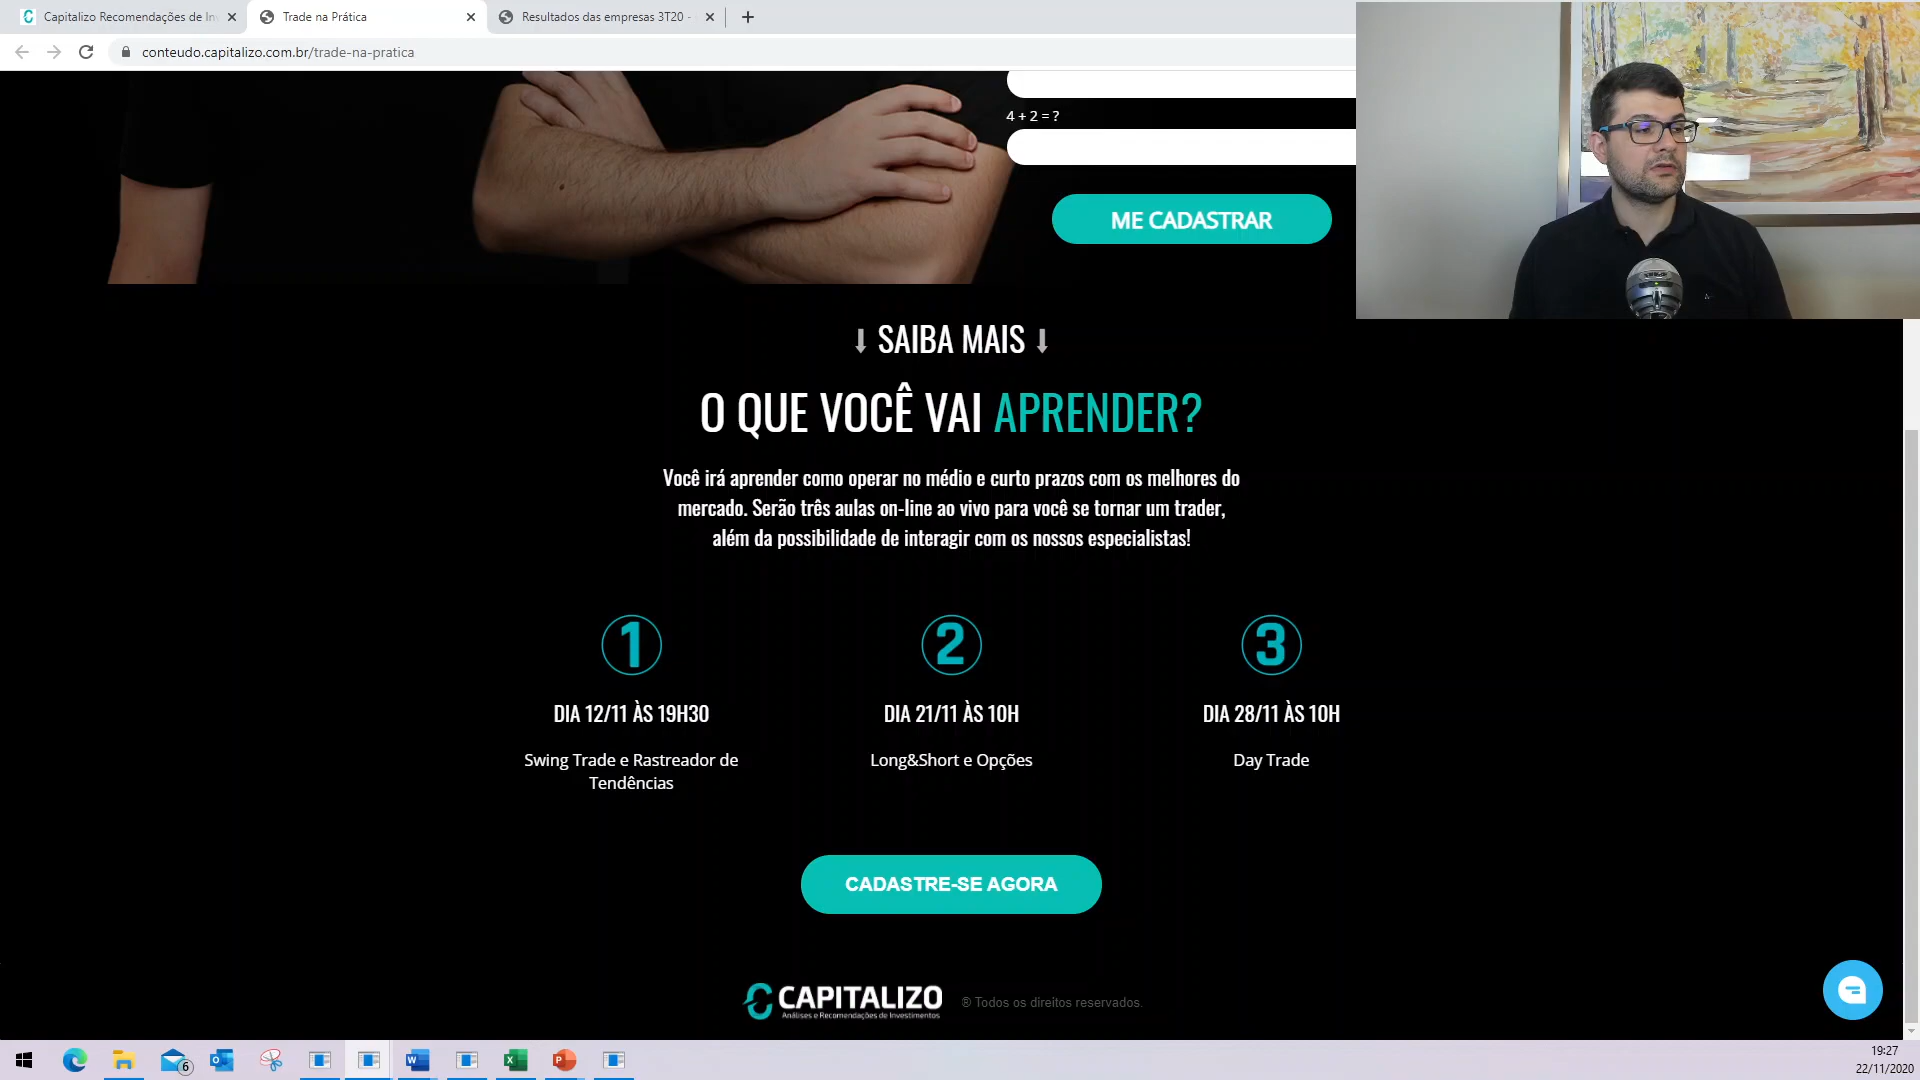 Capitalizo Recomendações de In
Trade na Prática
Resultados das empresas 3T20 -
conteudo.capitalizo.com.br/trade-na-pratica
4 + 2 = ?
ME CADASTRAR
⬇ SAIBA MAIS ⬇
O QUE VOCÊ VAI APRENDER?
Você irá aprender como operar no médio e curto prazos com os melhores do
mercado. Serão três aulas on-line ao vivo para você se tornar um trader,
além da possibilidade de interagir com os nossos especialistas!
1
2
3
DIA 12/11 ÀS 19H30
DIA 21/11 ÀS 10H
DIA 28/11 ÀS 10H
Swing Trade e Rastreador de
Tendências
Long&Short e Opções
Day Trade
CADASTRE-SE AGORA
CAPITALIZO
Análises e Recomendações de Investimentos
® Todos os direitos reservados.
6
19:27
22/11/2020